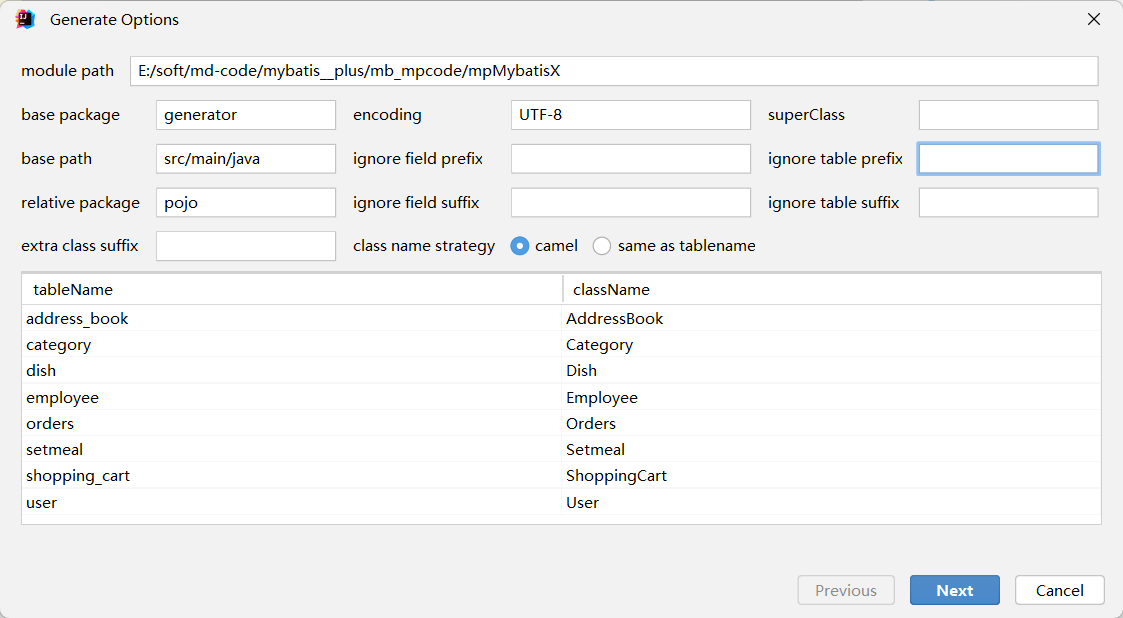 Generate Options
module path E:/soft/md-code/mybatis__plus/mb_mpcode/mpMybatisX
base package generator encoding UTF-8 superClass
base path src/main/java ignore field prefix ignore table prefix
relative package pojo ignore field suffix ignore table suffix
extra class suffix class name strategy camel same as tablename
tableName className
address_book AddressBook
category Category
dish Dish
employee Employee
orders Orders
setmeal Setmeal
shopping_cart ShoppingCart
user User
Previous Next Cancel